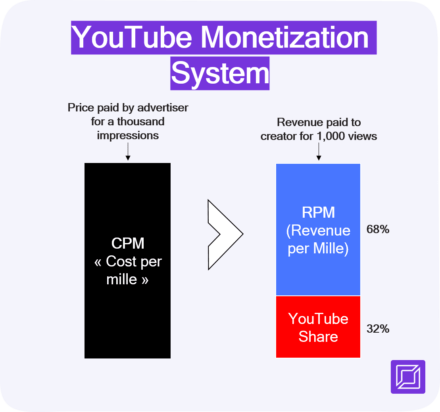 YouTube Monetization
System
Price paid by advertiser
for a thousand
impressions
Revenue paid to
creator for 1,000 views
CPM
« Cost per
mille »
RPM
(Revenue
per Mille)
68%
YouTube
Share
32%